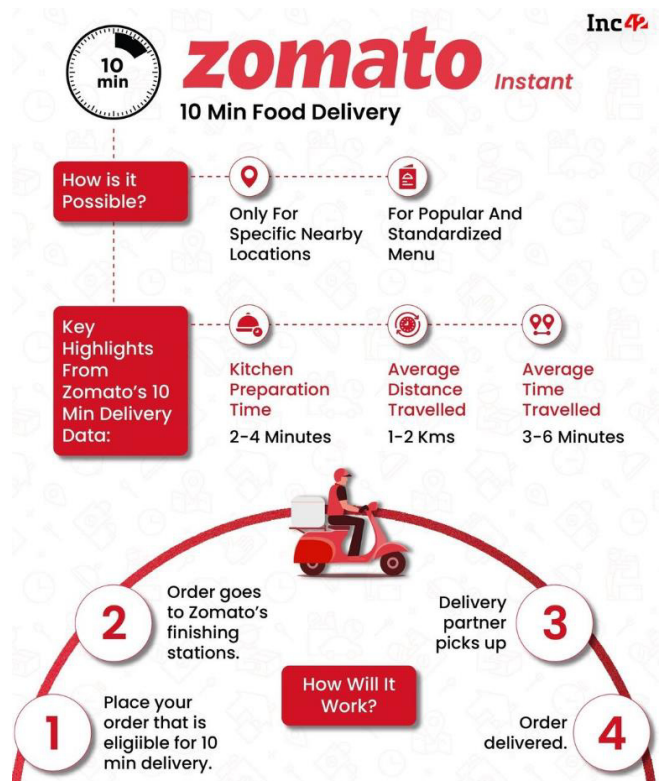 Inc42
10
min
zomato
Instant
10 Min Food Delivery
How is it
Possible?
Only For
Specific Nearby
Locations
For Popular And
Standardized
Menu
Key
Highlights
From
Zomato's 10
Min Delivery
Data:
Kitchen
Preparation
Time
2-4 Minutes
Average
Distance
Travelled
1-2 Kms
Average
Time
Travelled
3-6 Minutes
1
Place your
order that is
eligiible for 10
min delivery.
2
Order goes
to Zomato's
finishing
stations.
How Will It
Work?
Delivery
partner
picks up
3
Order
delivered.
4